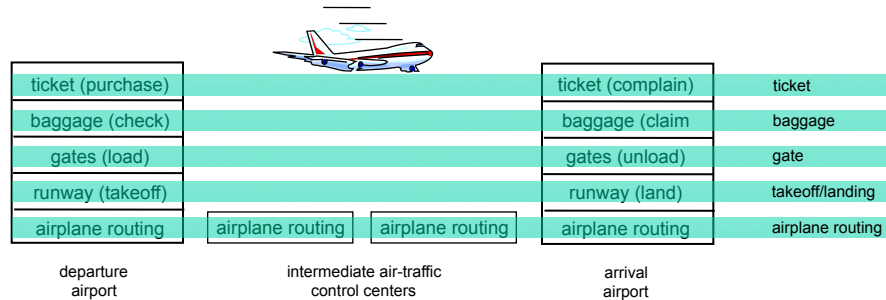 ticket (purchase) ticket (complain) ticket
baggage (check) baggage (claim baggage
gates (load) gates (unload) gate
runway (takeoff) runway (land) takeoff/landing
airplane routing airplane routing airplane routing airplane routing airplane routing
departure
airport
intermediate air-traffic
control centers
arrival
airport